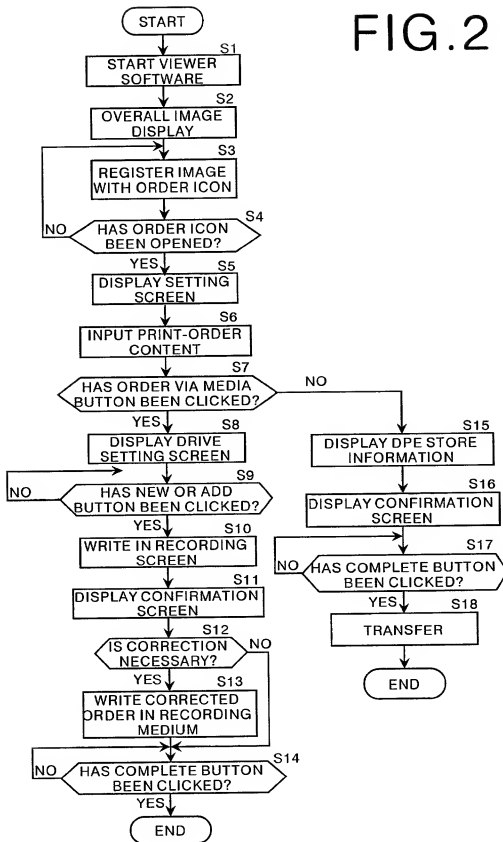 FIG.2
START
S1
START VIEWER
SOFTWARE
S2
OVERALL IMAGE
DISPLAY
S3
REGISTER IMAGE
WITH ORDER ICON
S4
HAS ORDER ICON
BEEN OPENED?
NO
YES
S5
DISPLAY SETTING
SCREEN
S6
INPUT PRINT-ORDER
CONTENT
S7
HAS ORDER VIA MEDIA
BUTTON BEEN CLICKED?
NO
YES
S8
DISPLAY DRIVE
SETTING SCREEN
S9
HAS NEW OR ADD
BUTTON BEEN CLICKED?
NO
YES
S10
WRITE IN RECORDING
SCREEN
S11
DISPLAY CONFIRMATION
SCREEN
S12
IS CORRECTION
NECESSARY?
NO
YES
S13
WRITE CORRECTED
ORDER IN RECORDING
MEDIUM
S14
HAS COMPLETE BUTTON
BEEN CLICKED?
NO
YES
END
S15
DISPLAY DPE STORE
INFORMATION
S16
DISPLAY CONFIRMATION
SCREEN
S17
HAS COMPLETE BUTTON
BEEN CLICKED?
NO
YES
S18
TRANSFER
END